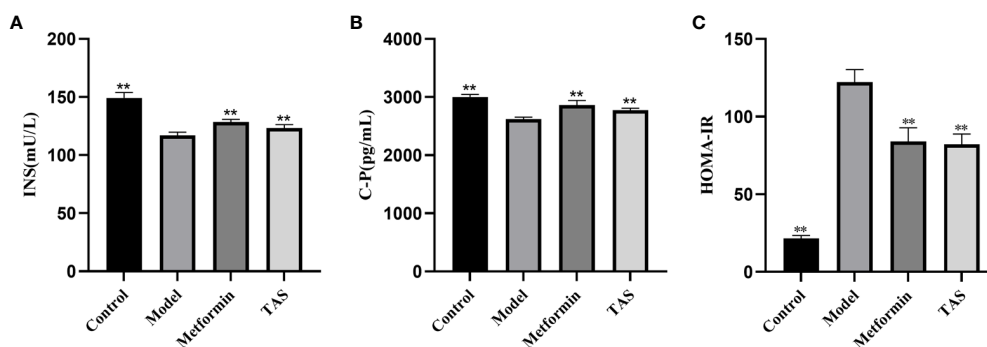 A
INS(mU/L)
200
150
100
50
0
**
**
**
Control
Model
Metformin
TAS
B
C-P(pg/mL)
4000
3000
2000
1000
0
**
**
**
Control
Model
Metformin
TAS
C
HOMA-IR
150
100
50
0
**
**
**
Control
Model
Metformin
TAS